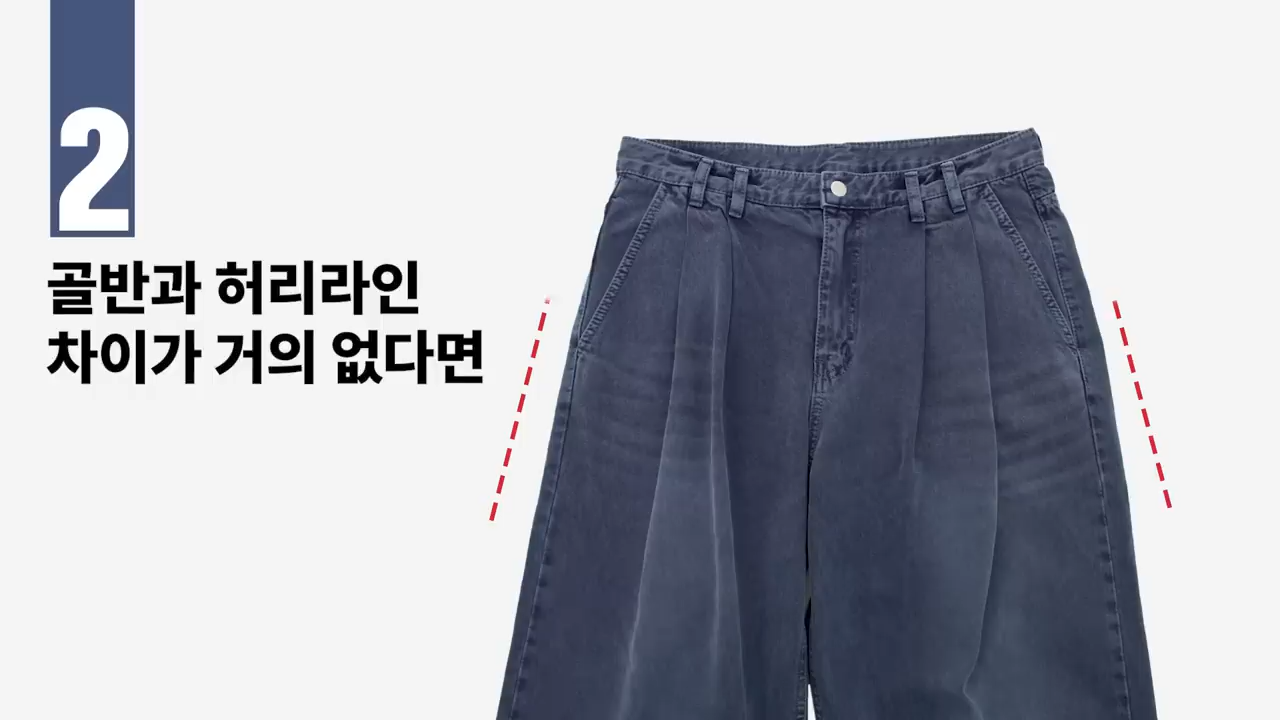 2
골반과 허리라인
차이가 거의 없다면